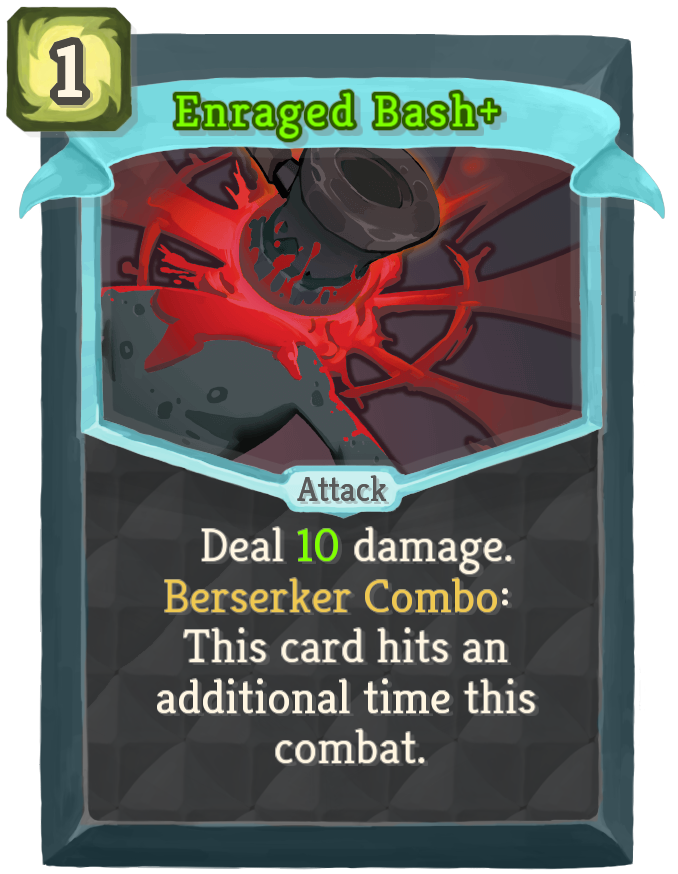 1
Enraged Bash+
Attack
Deal 10 damage.
Berserker Combo:
This card hits an
additional time this
combat.